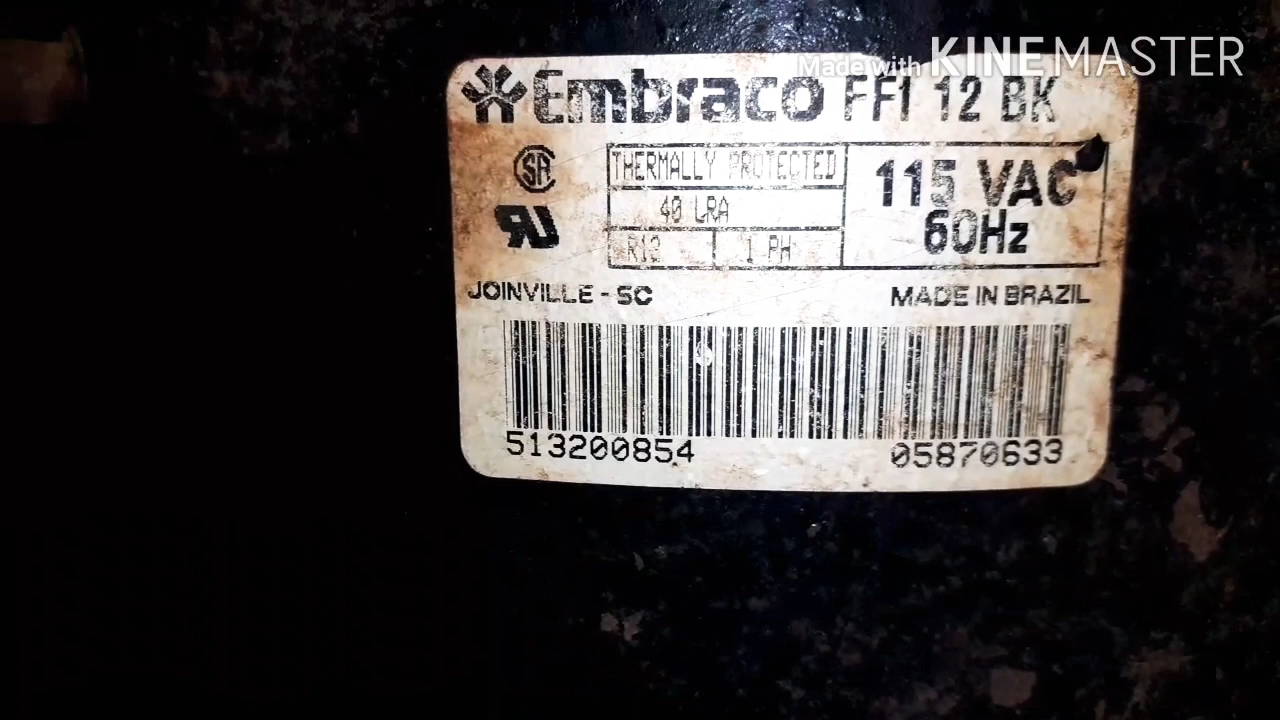 Made with KINEMASTER
Embraco FFI 12 BK
THERMALLY PROTECTED
115 VAC
60Hz
40 LRA
R12 1 PH
JOINVILLE - SC
MADE IN BRAZIL
513200854
05870633